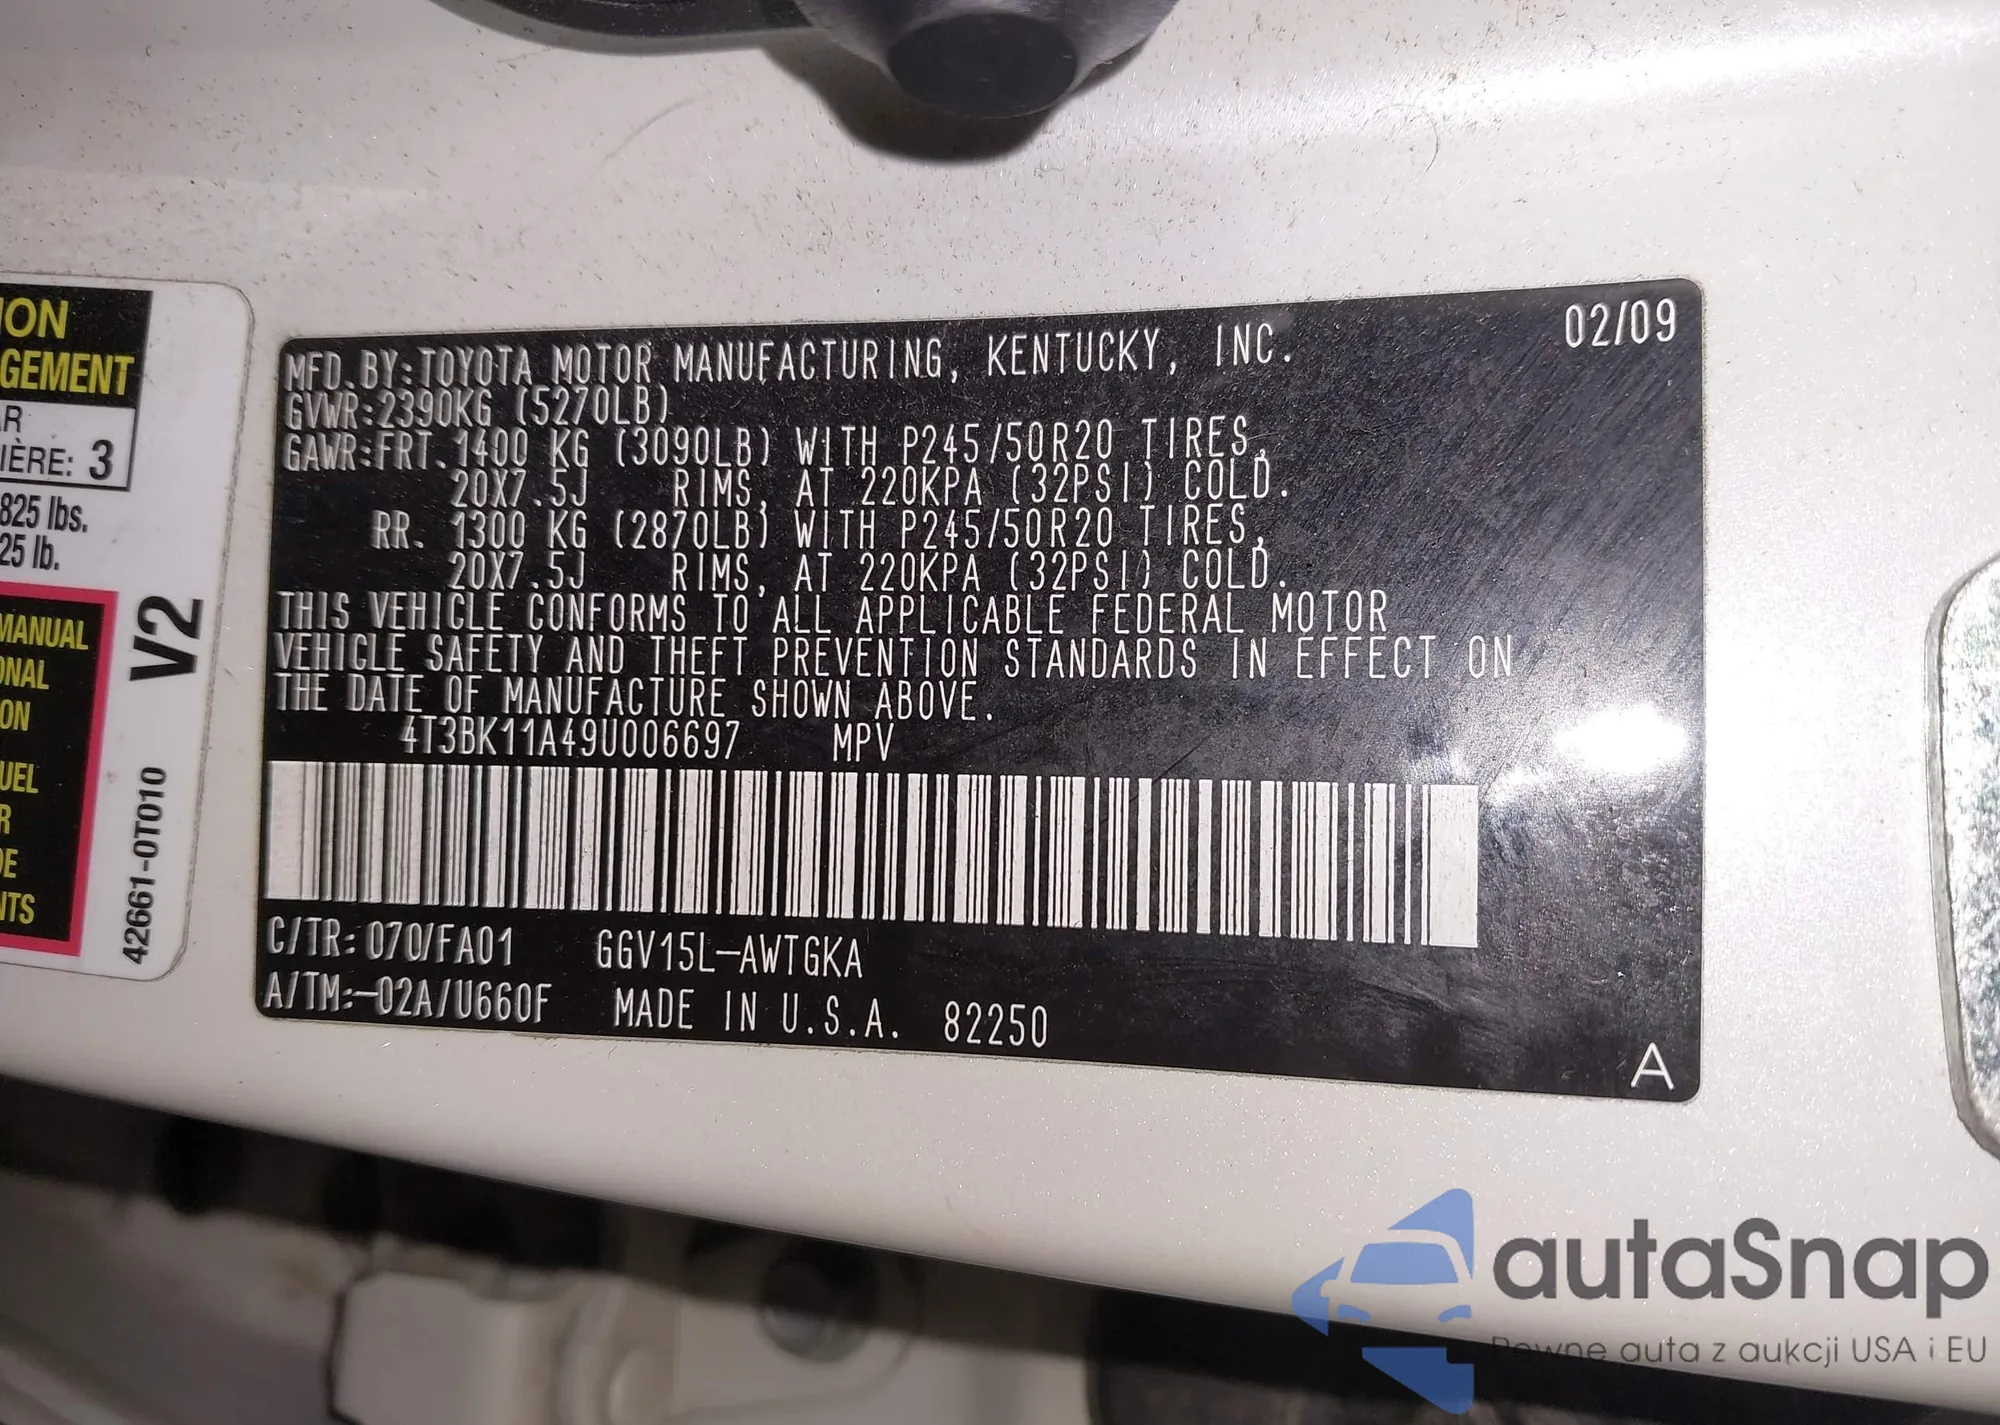 ION
GEMENT
AR
IÈRE: 3
825 lbs.
25 lb.
MANUAL
ONAL
ION
UEL
R
DE
NTS
V2
42661-0T010
02/09
MFD.BY:TOYOTA MOTOR MANUFACTURING, KENTUCKY, INC.
GVWR:2390KG (5270LB)
GAWR:FRT. 1400 KG (3090LB) WITH P245/50R20 TIRES,
20X7.5J RIMS, AT 220KPA (32PSI) COLD.
RR. 1300 KG (2870LB) WITH P245/50R20 TIRES,
20X7.5J RIMS, AT 220KPA (32PSI) COLD.
THIS VEHICLE CONFORMS TO ALL APPLICABLE FEDERAL MOTOR
VEHICLE SAFETY AND THEFT PREVENTION STANDARDS IN EFFECT ON
THE DATE OF MANUFACTURE SHOWN ABOVE.
4T3BK11A49U006697 MPV
C/TR:070/FA01 GGV15L-AWTGKA
A/TM:-02A/U660F MADE IN U.S.A. 82250
A
autaSnap
Pewne auta z aukcji USA i EU